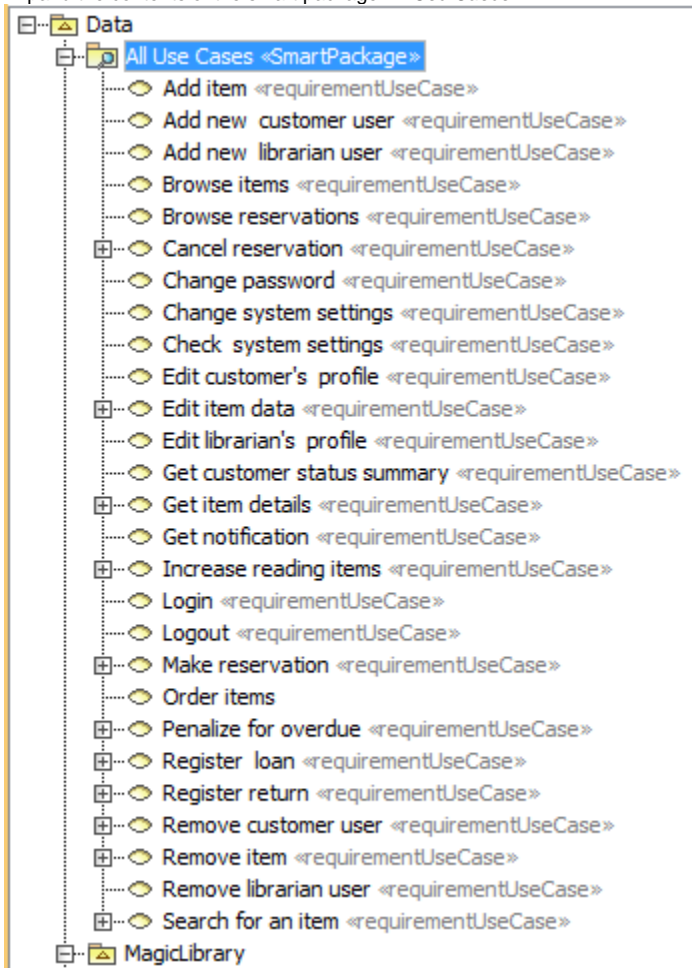 Data
All Use Cases «SmartPackage»
Add item «requirementUseCase»
Add new  customer user «requirementUseCase»
Add new  librarian user «requirementUseCase»
Browse items «requirementUseCase»
Browse reservations «requirementUseCase»
Cancel reservation «requirementUseCase»
Change password «requirementUseCase»
Change system settings «requirementUseCase»
Check  system settings «requirementUseCase»
Edit customer's  profile «requirementUseCase»
Edit item data «requirementUseCase»
Edit librarian's  profile «requirementUseCase»
Get customer status summary «requirementUseCase»
Get item details «requirementUseCase»
Get notification «requirementUseCase»
Increase reading items «requirementUseCase»
Login «requirementUseCase»
Logout «requirementUseCase»
Make reservation «requirementUseCase»
Order items
Penalize for overdue «requirementUseCase»
Register  loan «requirementUseCase»
Register return «requirementUseCase»
Remove customer user «requirementUseCase»
Remove item «requirementUseCase»
Remove librarian user «requirementUseCase»
Search for an item «requirementUseCase»
MagicLibrary